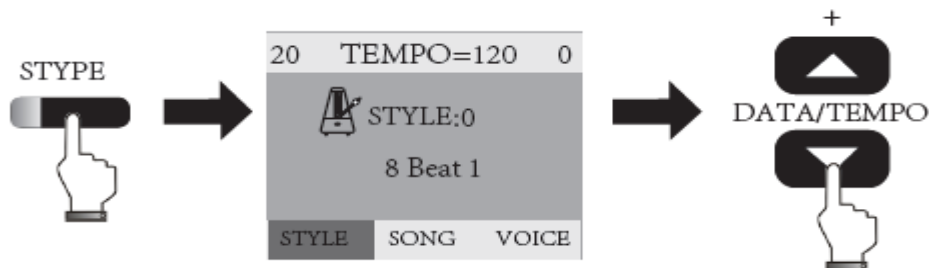 STYPE
20 TEMPO=120 0
STYLE:0
8 Beat 1
STYLE SONG VOICE
+
DATA/TEMPO